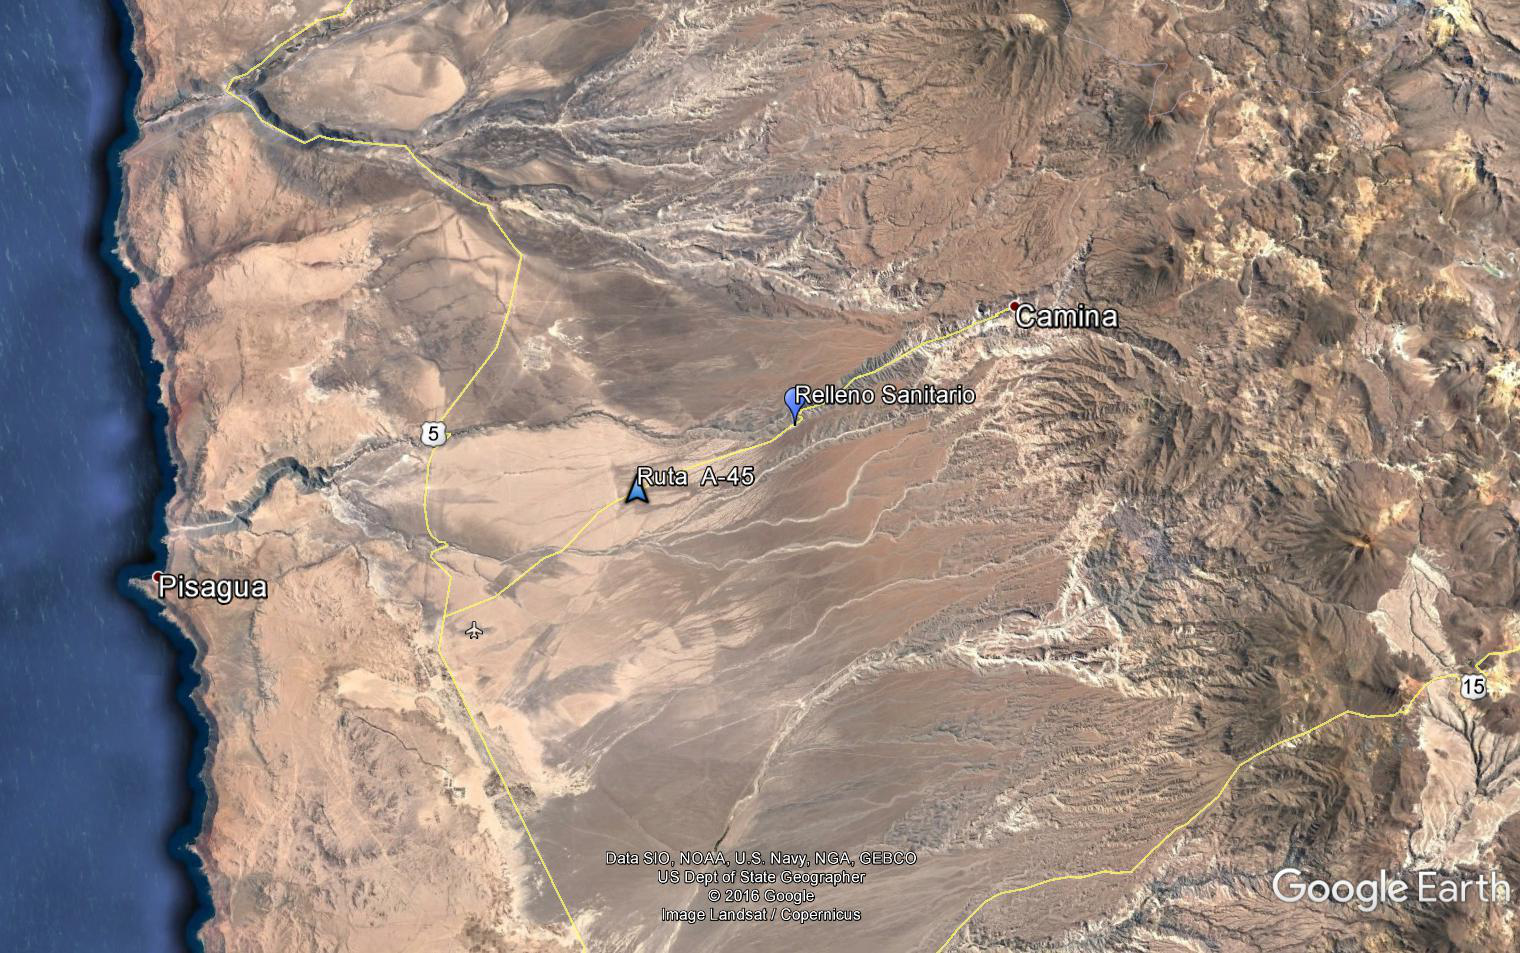 Camina
Relleno Sanitario
5
Ruta A-45
Pisagua
15
Data SIO, NOAA, U.S. Navy, NGA, GEBCO
US Dept of State Geographer
© 2016 Google
Image Landsat / Copernicus
Google Earth